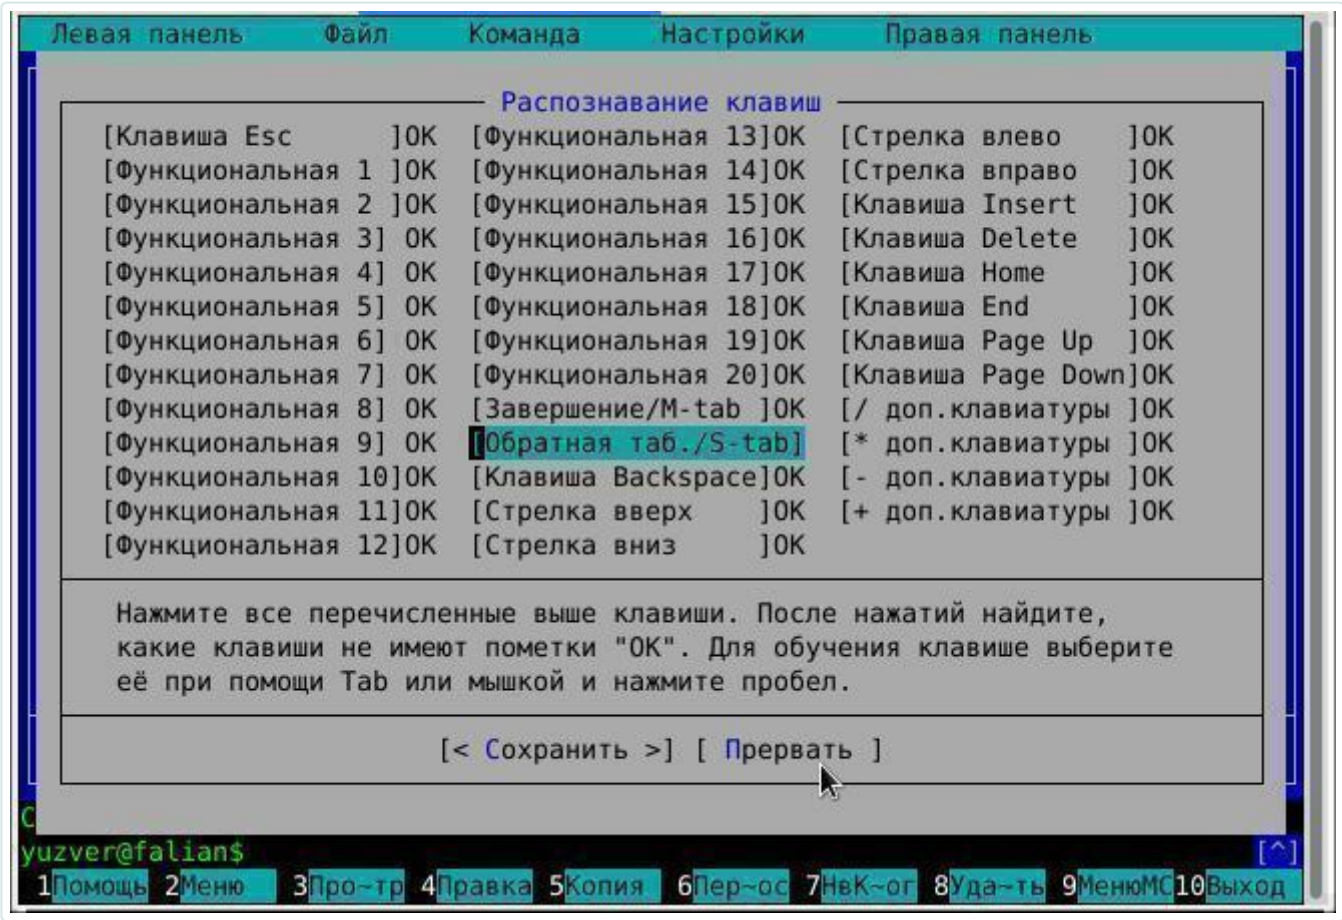 Левая панель Файл Команда Настройки Правая панель
Распознавание клавиш
[Клавиша Esc ]OK [Функциональная 13]OK [Стрелка влево ]OK
[Функциональная 1 ]OK [Функциональная 14]OK [Стрелка вправо ]OK
[Функциональная 2 ]OK [Функциональная 15]OK [Клавиша Insert ]OK
[Функциональная 3] OK [Функциональная 16]OK [Клавиша Delete ]OK
[Функциональная 4] OK [Функциональная 17]OK [Клавиша Home ]OK
[Функциональная 5] OK [Функциональная 18]OK [Клавиша End ]OK
[Функциональная 6] OK [Функциональная 19]OK [Клавиша Page Up ]OK
[Функциональная 7] OK [Функциональная 20]OK [Клавиша Page Down]OK
[Функциональная 8] OK [Завершение/M-tab ]OK [/ доп.клавиатуры ]OK
[Функциональная 9] OK [Обратная таб./S-tab] [* доп.клавиатуры ]OK
[Функциональная 10]OK [Клавиша Backspace]OK [- доп.клавиатуры ]OK
[Функциональная 11]OK [Стрелка вверх ]OK [+ доп.клавиатуры ]OK
[Функциональная 12]OK [Стрелка вниз ]OK
Нажмите все перечисленные выше клавиши. После нажатий найдите,
какие клавиши не имеют пометки "OK". Для обучения клавише выберите
её при помощи Tab или мышкой и нажмите пробел.
[< Сохранить >] [ Прервать ]
С
yuzver@falian$ [^]
1Помощь 2Меню 3Про~тр 4Правка 5Копия 6Пер~ос 7НвК~ог 8Уда~ть 9МенюMC 10Выход